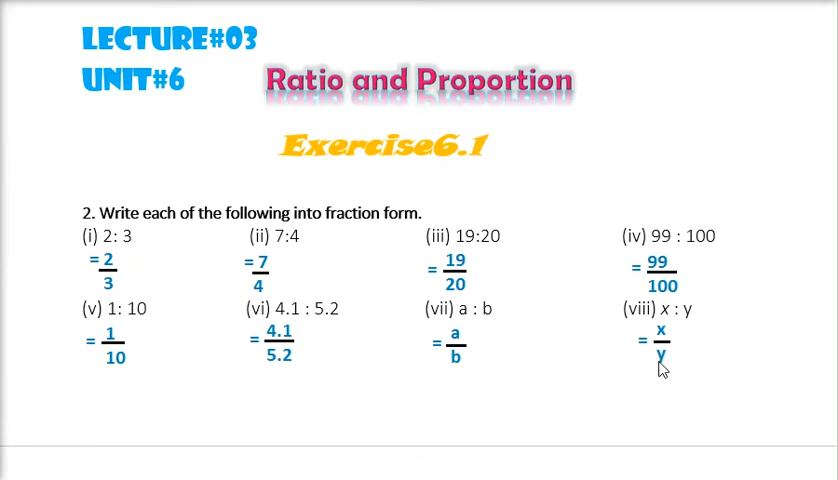 LECTURE#03
UNIT#6 Ratio and Proportion
Exercise6.1
2. Write each of the following into fraction form.
(i) 2: 3 (ii) 7:4 (iii) 19:20 (iv) 99 : 100
= 2/3 = 7/4 = 19/20 = 99/100
(v) 1: 10 (vi) 4.1 : 5.2 (vii) a : b (viii) x : y
= 1/10 = 4.1/5.2 = a/b = x/y